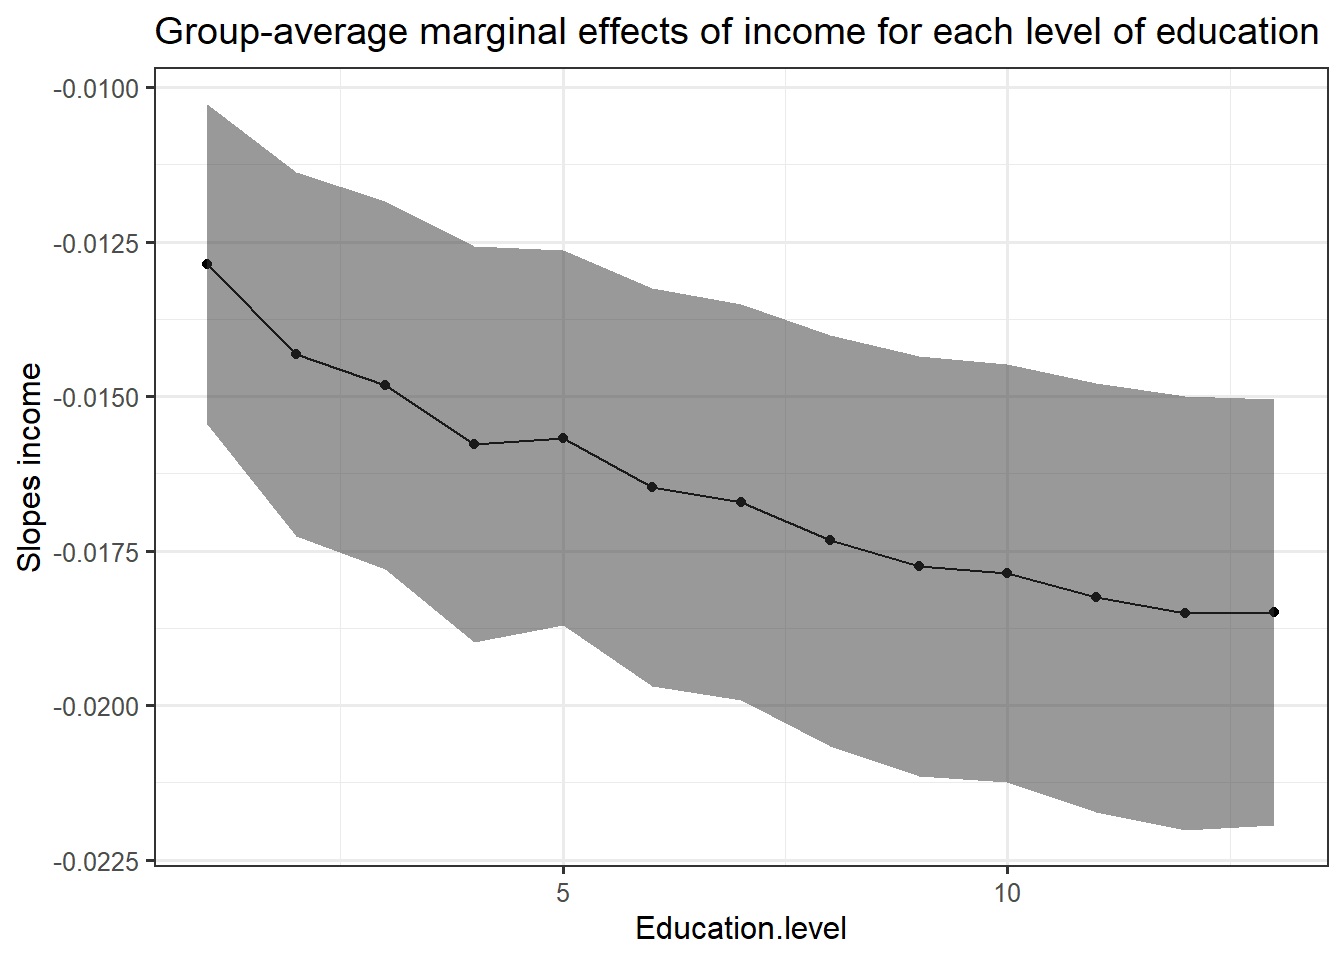 Group-average marginal effects of income for each level of education
-0.0100
-0.0125
-0.0150
-0.0175
-0.0200
-0.0225
Slopes income
5
10
Education.level